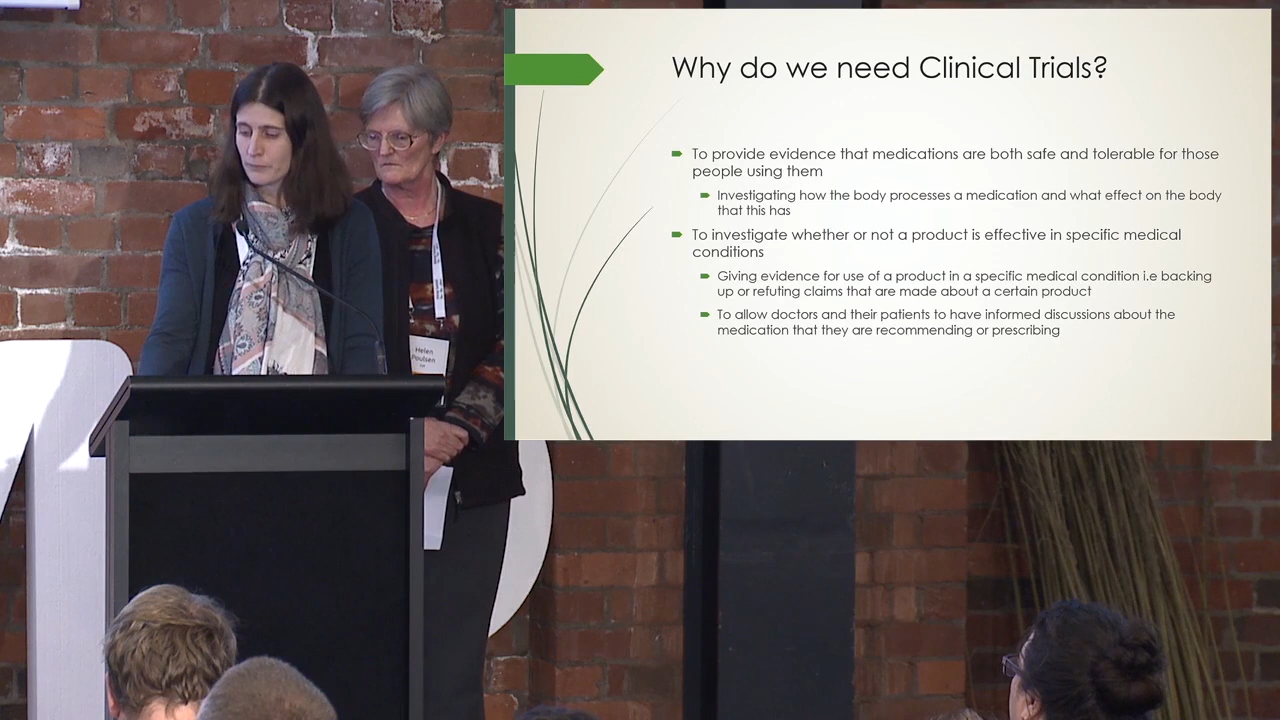 Why do we need Clinical Trials?
To provide evidence that medications are both safe and tolerable for those
people using them
Investigating how the body processes a medication and what effect on the body
that this has
To investigate whether or not a product is effective in specific medical
conditions
Giving evidence for use of a product in a specific medical condition i.e backing
up or refuting claims that are made about a certain product
To allow doctors and their patients to have informed discussions about the
medication that they are recommending or prescribing
Helen
Poulsen